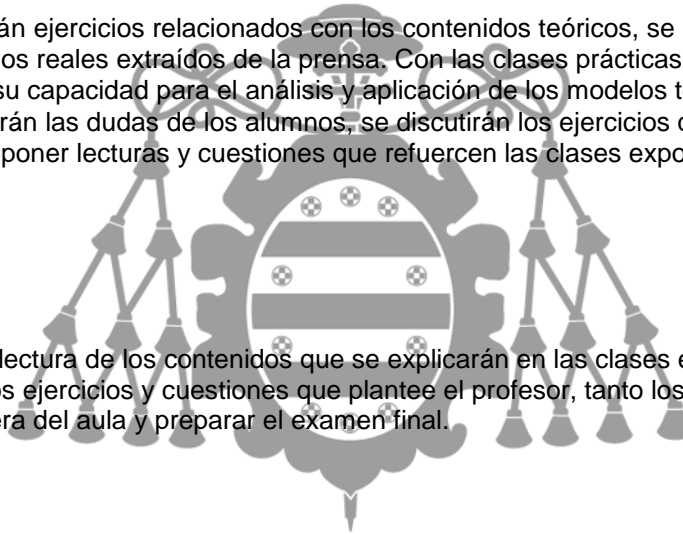 án ejercicios relacionados con los contenidos teóricos, se
os reales extraídos de la prensa. Con las clases prácticas
su capacidad para el análisis y aplicación de los modelos t
rán las dudas de los alumnos, se discutirán los ejercicios
oponer lecturas y cuestiones que refuercen las clases expo
lectura de los contenidos que se explicarán en las clases e
os ejercicios y cuestiones que plantee el profesor, tanto los
era del aula y preparar el examen final.